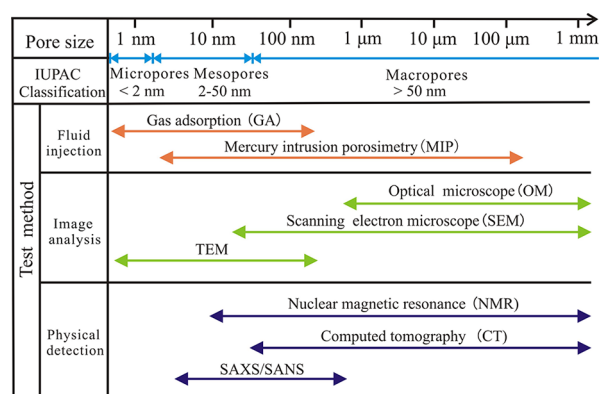 Pore size 1 nm 10 nm 100 nm 1 μm 10 μm 100 μm 1 mm
IUPAC Classification Micropores < 2 nm Mesopores 2-50 nm Macropores > 50 nm
Test method
Fluid injection
Gas adsorption (GA)
Mercury intrusion porosimetry (MIP)
Image analysis
Optical microscope (OM)
Scanning electron microscope (SEM)
TEM
Physical detection
Nuclear magnetic resonance (NMR)
Computed tomography (CT)
SAXS/SANS